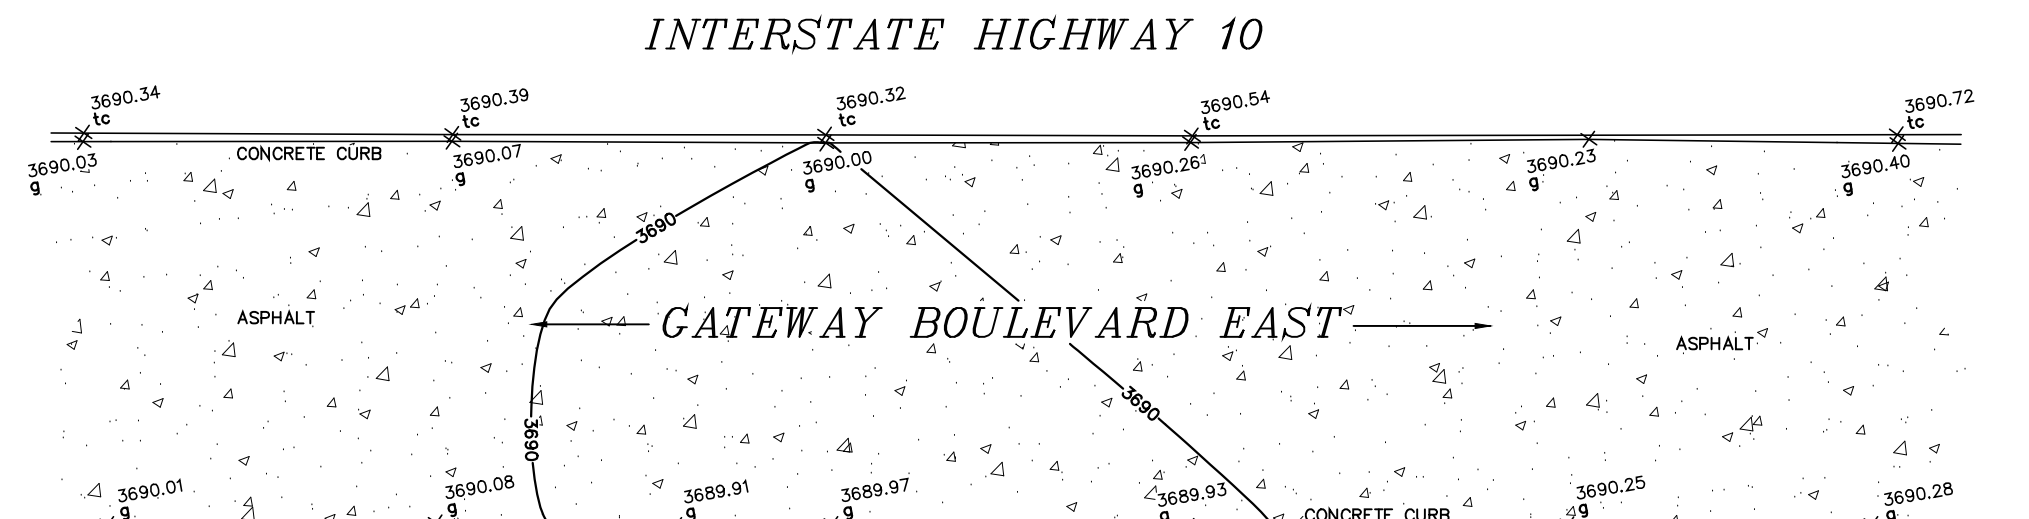 INTERSTATE HIGHWAY 10
3690.34
tc
3690.39
tc
3690.32
tc
3690.54
tc
3690.72
tc
3690.03
g
CONCRETE CURB
3690.07
g
3690.00
g
3690.26
g
3690.23
g
3690.40
g
3690
ASPHALT
GATEWAY BOULEVARD EAST
ASPHALT
3690
3690
3690.01
g
3690.08
g
3689.91
g
3689.97
g
3689.93
g
CONCRETE CURB
3690.25
g
3690.28
g